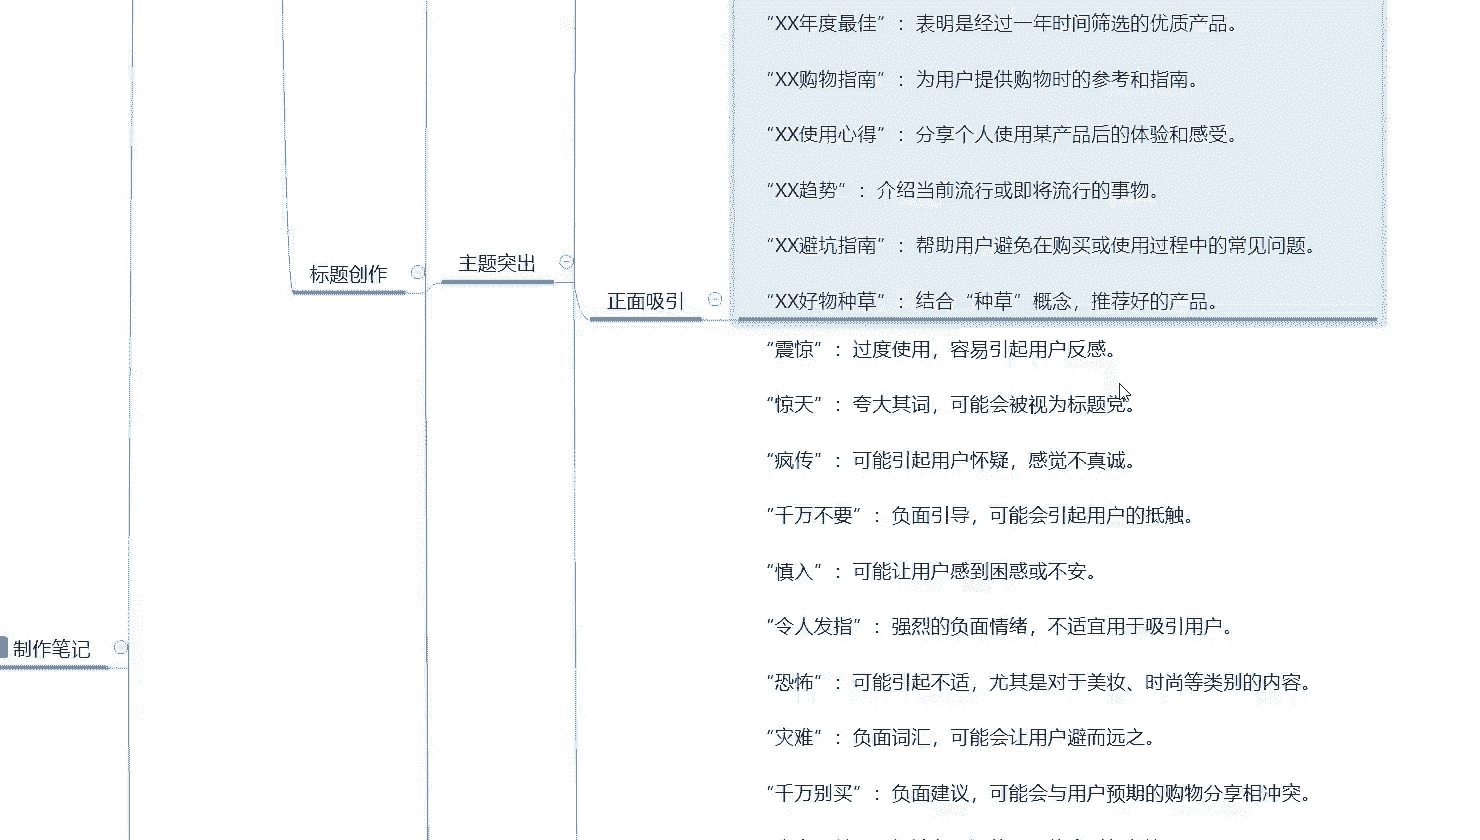 “XX年度最佳”：表明是经过一年时间筛选的优质产品。
“XX购物指南”：为用户提供购物时的参考和指南。
“XX使用心得”：分享个人使用某产品后的体验和感受。
“XX趋势”：介绍当前流行或即将流行的事物。
“XX避坑指南”：帮助用户避免在购买或使用过程中的常见问题。
标题创作
主题突出
正面吸引
“XX好物种草”：结合“种草”概念，推荐好的产品。
“震惊”：过度使用，容易引起用户反感。
“惊天”：夸大其词，可能会被视为标题党。
“疯传”：可能引起用户怀疑，感觉不真诚。
“千万不要”：负面引导，可能会引起用户的抵触。
“慎入”：可能让用户感到困惑或不安。
“令人发指”：强烈的负面情绪，不适宜用于吸引用户。
制作笔记
“恐怖”：可能引起不适，尤其是对于美妆、时尚等类别的内容。
“灾难”：负面词汇，可能会让用户避而远之。
“千万别买”：负面建议，可能会与用户预期的购物分享相冲突。